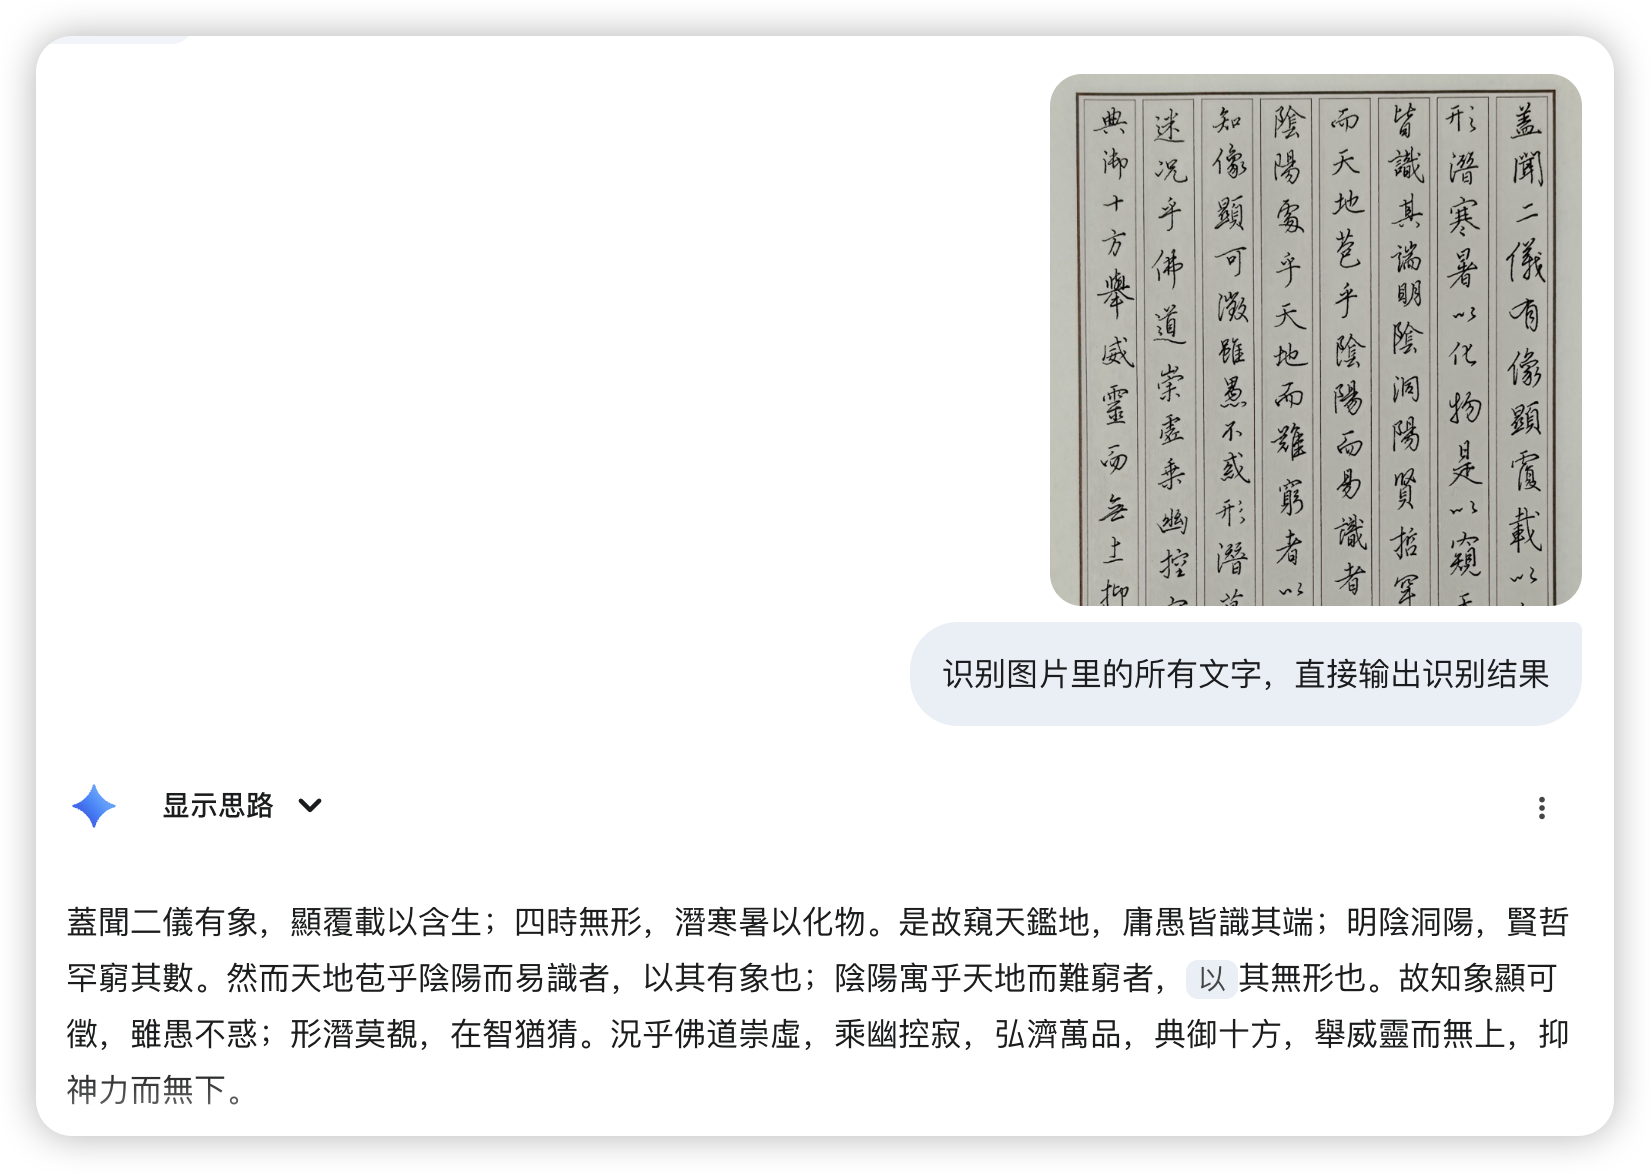 蓋聞二儀有像顯覆載以
形潛寒暑以化物是以窺天
皆識其端明陰洞陽賢哲罕
而天地苞乎陰陽而易識者
陰陽處乎天地而難窮者以
知像顯可徵雖愚不惑形潛莫
迷況乎佛道崇虛乘幽控寂
典御十方舉威靈而無上抑
识别图片里的所有文字，直接输出识别结果
显示思路
蓋聞二儀有象，顯覆載以含生；四時無形，潛寒暑以化物。是故窺天鑑地，庸愚皆識其端；明陰洞陽，賢哲
罕窮其數。然而天地苞乎陰陽而易識者，以其有象也；陰陽寓乎天地而難窮者，以其無形也。故知象顯可
徵，雖愚不惑；形潛莫覩，在智猶猜。況乎佛道崇虛，乘幽控寂，弘濟萬品，典御十方，舉威靈而無上，抑
神力而無下。